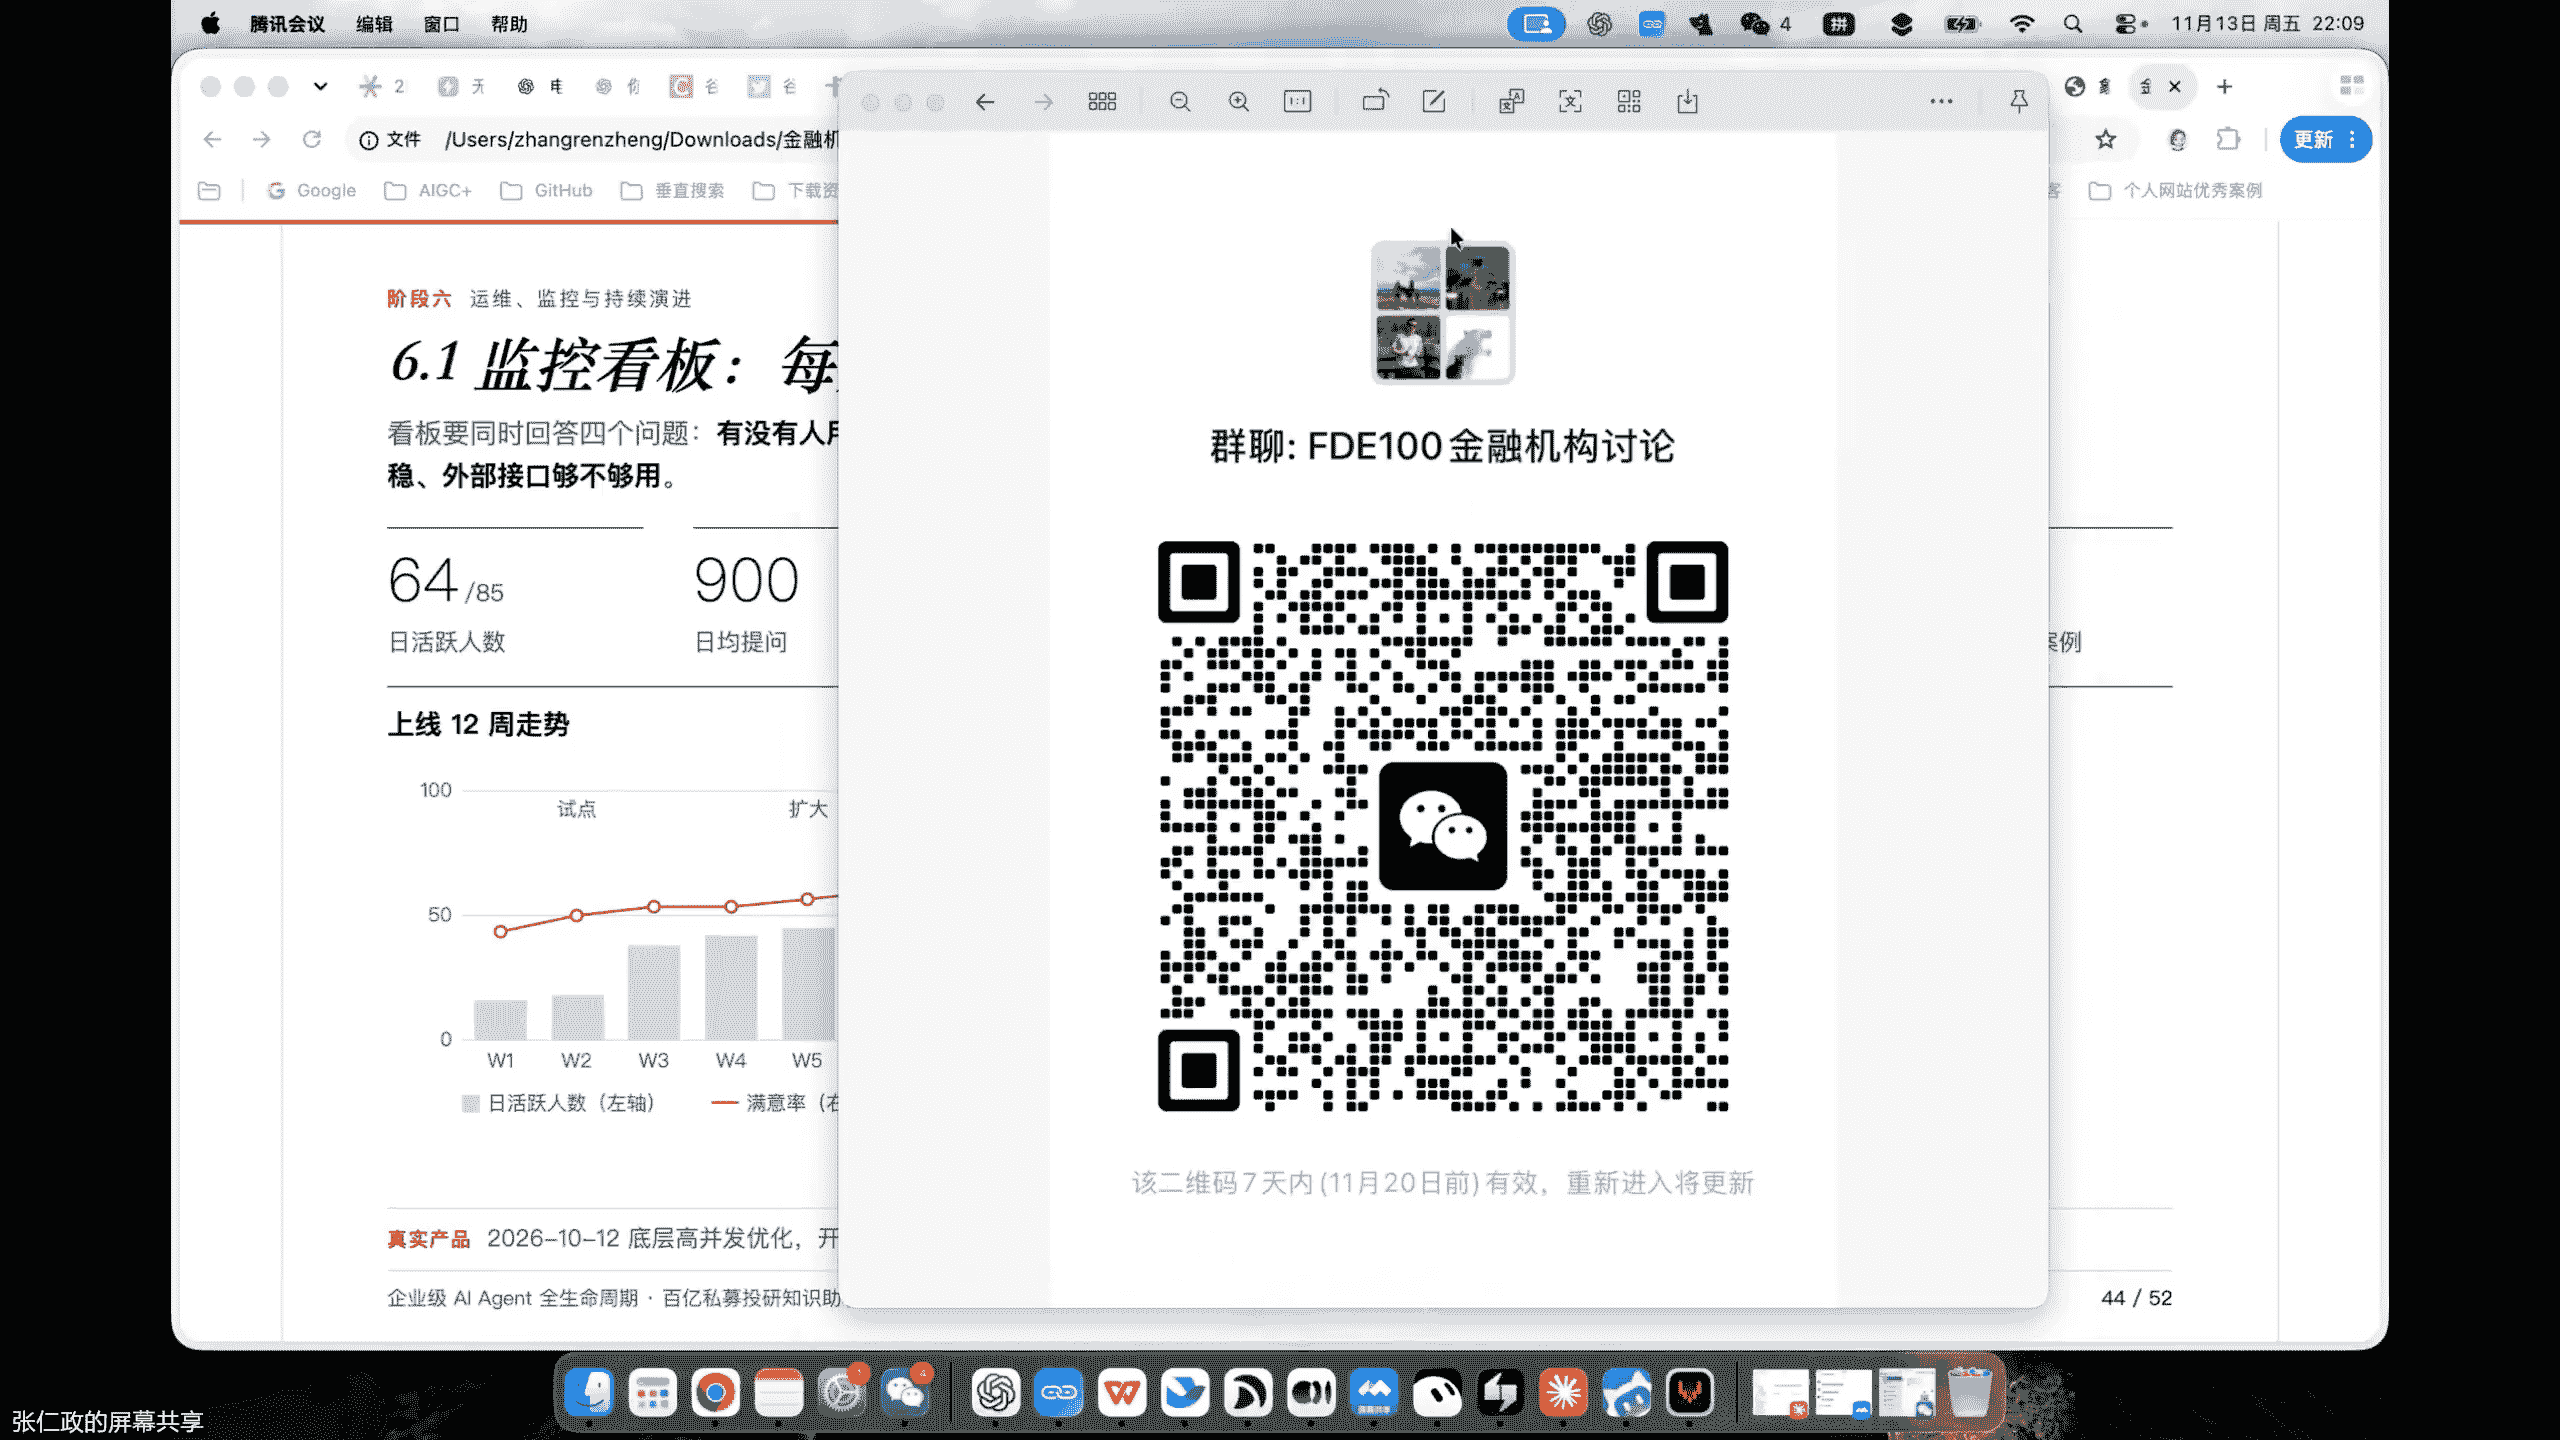 腾讯会议 编辑 窗口 帮助
4
11月13日 周五 22:09
文件 /Users/zhangrenzheng/Downloads/金融机
更新
Google AIGC+ GitHub 垂直搜索 下载资
个人网站优秀案例
阶段六 运维、监控与持续演进
6.1 监控看板：每
看板要同时回答四个问题：有没有人用
稳、外部接口够不够用。
64/85
日活跃人数
900
日均提问
案例
上线 12 周走势
100
试点 扩大
50
0
W1 W2 W3 W4 W5
日活跃人数（左轴） 满意率（右
真实产品 2026-10-12 底层高并发优化，开
企业级 AI Agent 全生命周期 · 百亿私募投研知识助
44 / 52
群聊: FDE100金融机构讨论
该二维码7天内(11月20日前)有效，重新进入将更新
张仁政的屏幕共享